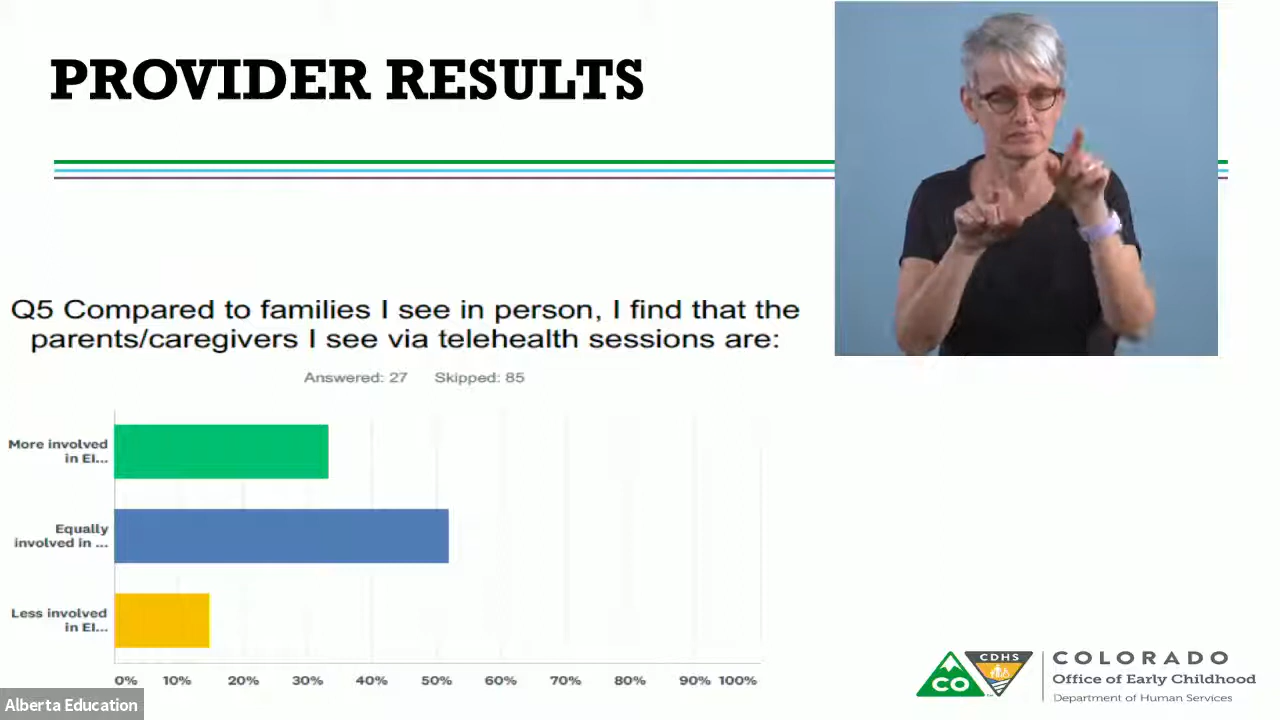 PROVIDER RESULTS
Q5 Compared to families I see in person, I find that the
parents/caregivers I see via telehealth sessions are:
Answered: 27 Skipped: 85
More involved
in EI...
Equally
involved in ...
Less involved
in EI...
0% 10% 20% 30% 40% 50% 60% 70% 80% 90% 100%
CDHS
CO
COLORADO
Office of Early Childhood
Department of Human Services
Alberta Education